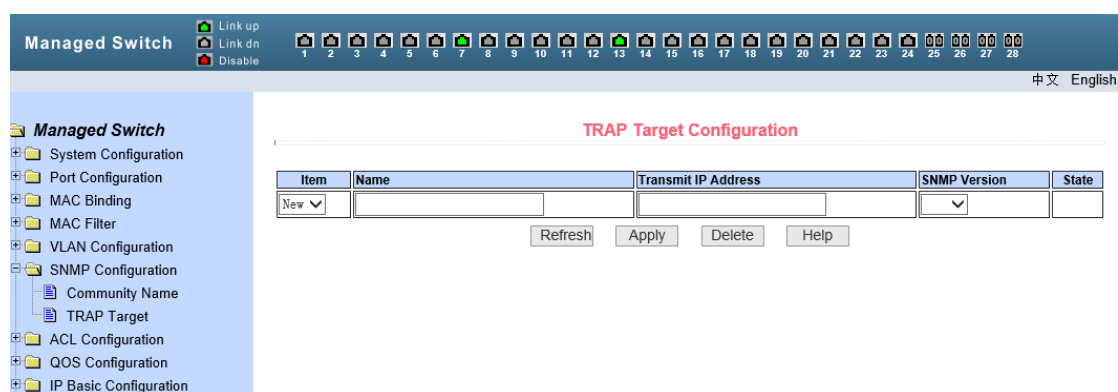 Managed Switch
Link up
Link dn
Disable
1 2 3 4 5 6 7 8 9 10 11 12 13 14 15 16 17 18 19 20 21 22 23 24 25 26 27 28
中文 English
Managed Switch
System Configuration
Port Configuration
MAC Binding
MAC Filter
VLAN Configuration
SNMP Configuration
Community Name
TRAP Target
ACL Configuration
QOS Configuration
IP Basic Configuration
TRAP Target Configuration
Item Name Transmit IP Address SNMP Version State
New
Refresh Apply Delete Help